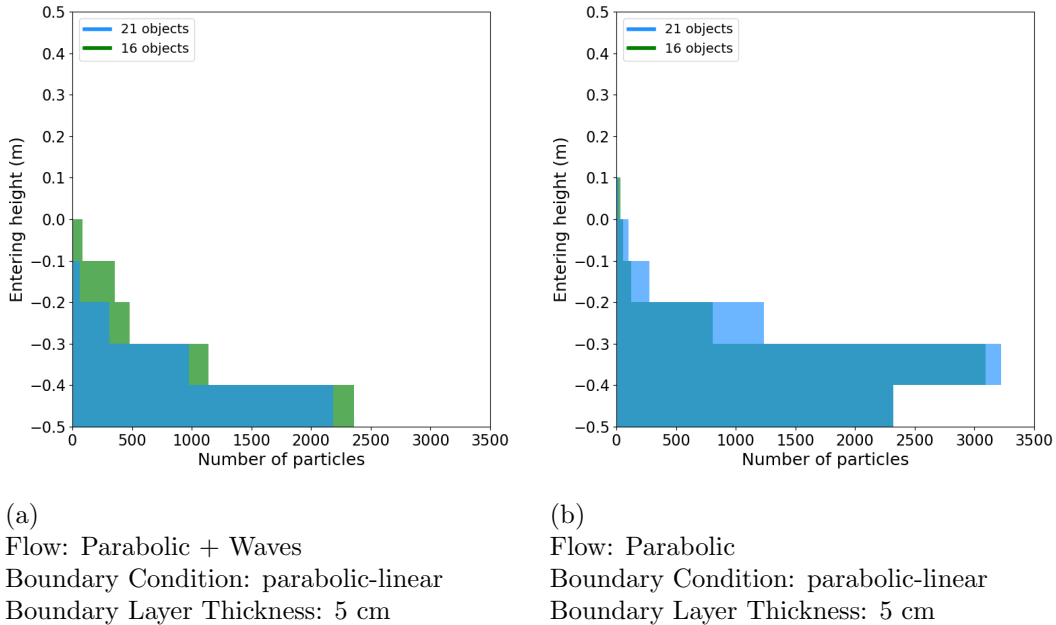 21 objects
16 objects
0.5
0.4
0.3
0.2
0.1
0.0
−0.1
−0.2
−0.3
−0.4
−0.5
Entering height (m)
0 500 1000 1500 2000 2500 3000 3500
Number of particles
21 objects
16 objects
0.5
0.4
0.3
0.2
0.1
0.0
−0.1
−0.2
−0.3
−0.4
−0.5
Entering height (m)
0 500 1000 1500 2000 2500 3000 3500
Number of particles
(a)
Flow: Parabolic + Waves
Boundary Condition: parabolic-linear
Boundary Layer Thickness: 5 cm
(b)
Flow: Parabolic
Boundary Condition: parabolic-linear
Boundary Layer Thickness: 5 cm